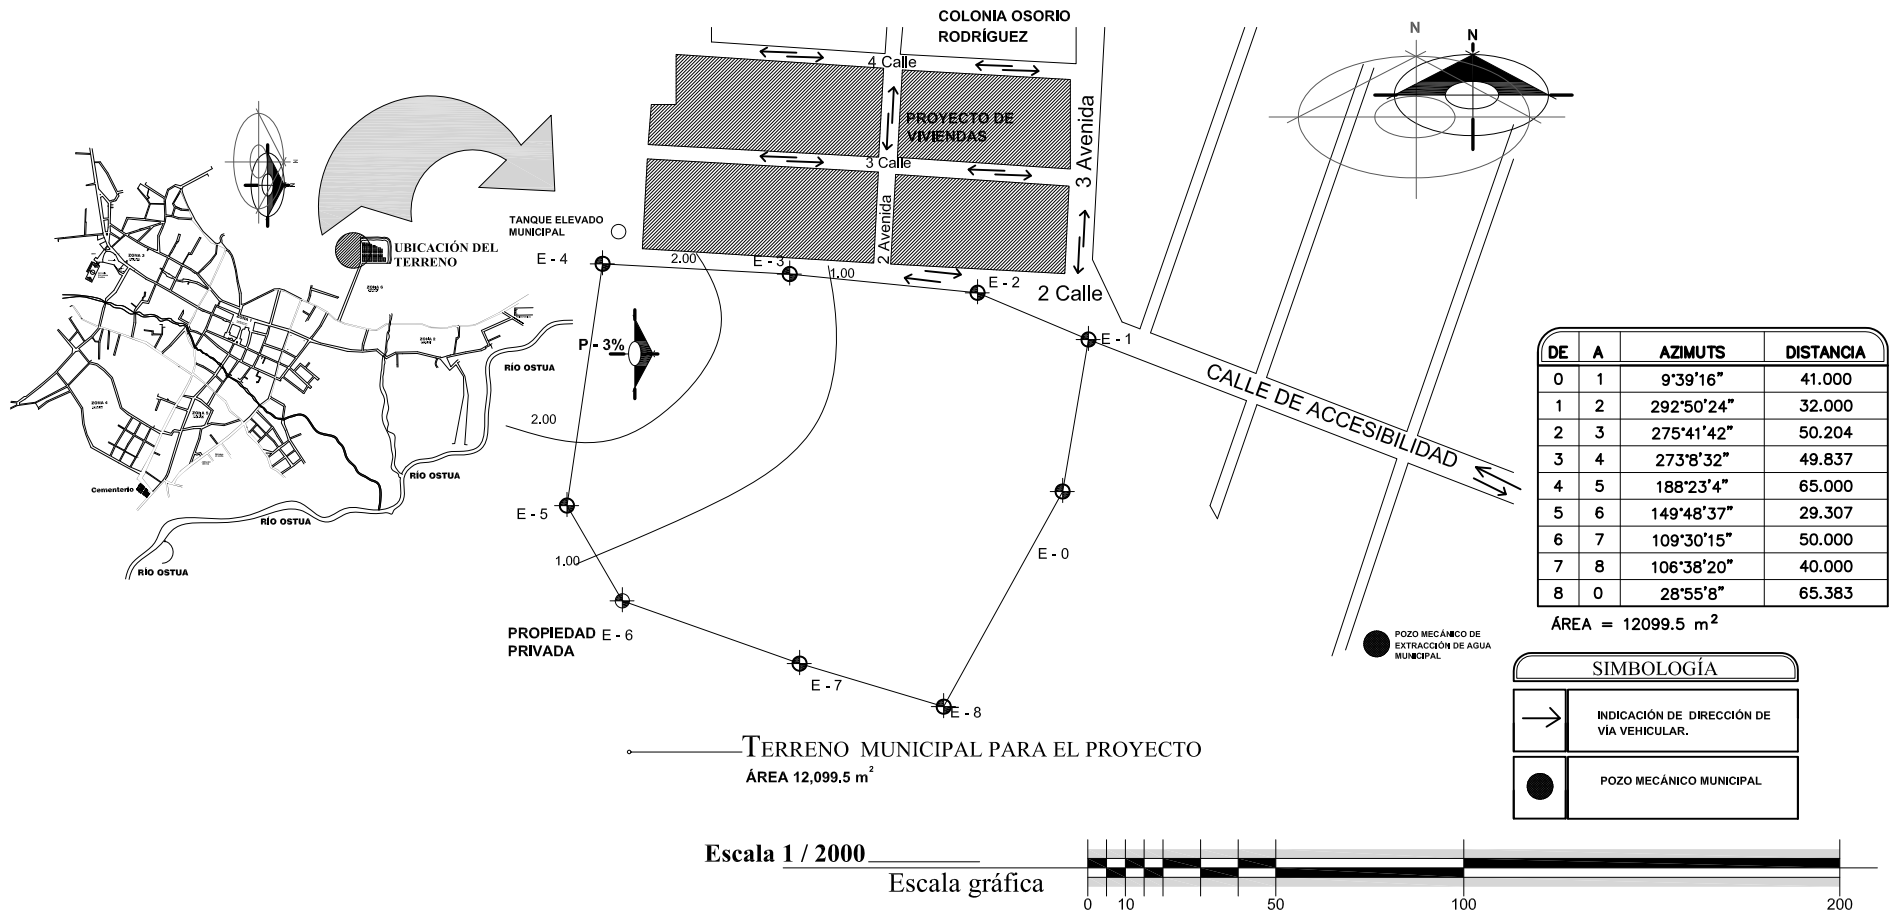 COLONIA OSORIO
RODRÍGUEZ
N
N
4 Calle
PROYECTO DE
VIVIENDAS
3 Avenida
3 Calle
2 Avenida
TANQUE ELEVADO
MUNICIPAL
UBICACIÓN DEL
TERRENO
E - 4
2.00
E - 3
1.00
E - 2
2 Calle
E - 1
P - 3%
RÍO OSTUA
CALLE DE ACCESIBILIDAD
2.00
RÍO OSTUA
Cementerio
E - 5
RÍO OSTUA
E - 0
1.00
RÍO OSTUA
PROPIEDAD
PRIVADA
E - 6
E - 7
E - 8
POZO MECÁNICO DE
EXTRACCIÓN DE AGUA
MUNICIPAL
DE A AZIMUTS DISTANCIA
0 1 9°39'16" 41.000
1 2 292°50'24" 32.000
2 3 275°41'42" 50.204
3 4 273°8'32" 49.837
4 5 188°23'4" 65.000
5 6 149°48'37" 29.307
6 7 109°30'15" 50.000
7 8 106°38'20" 40.000
8 0 28°55'8" 65.383
ÁREA = 12099.5 m²
SIMBOLOGÍA
INDICACIÓN DE DIRECCIÓN DE
VÍA VEHICULAR.
POZO MECÁNICO MUNICIPAL
TERRENO MUNICIPAL PARA EL PROYECTO
ÁREA 12,099.5 m²
Escala 1 / 2000
Escala gráfica
0 10 50 100 200